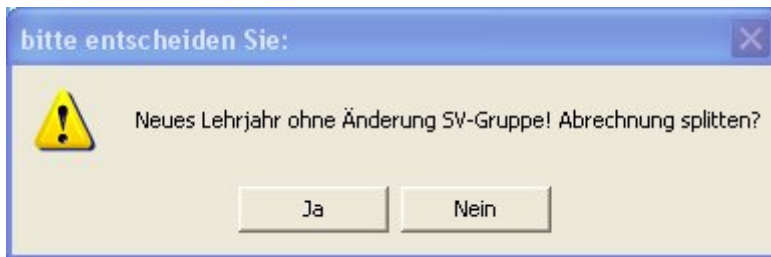 bitte entscheiden Sie:
Neues Lehrjahr ohne Änderung SV-Gruppe! Abrechnung splitten?
Ja
Nein